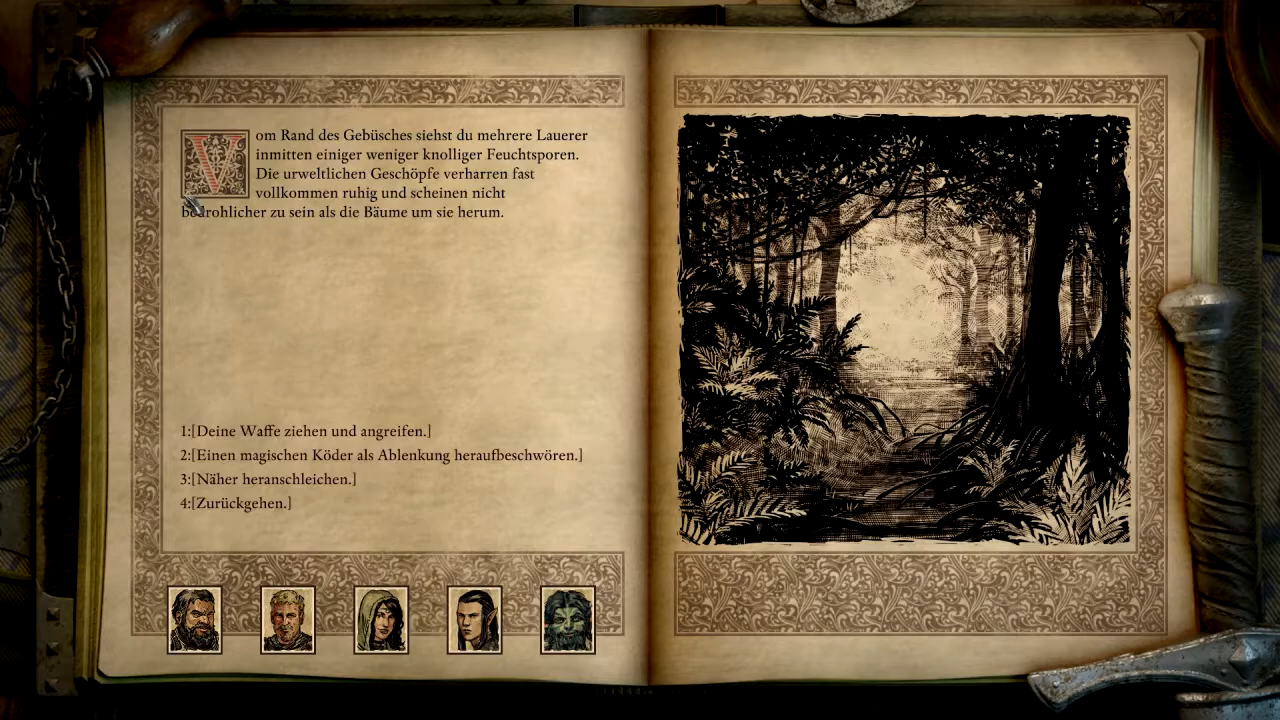 Vom Rand des Gebüsches siehst du mehrere Lauerer
inmitten einiger weniger knolliger Feuchtsporen.
Die urweltlichen Geschöpfe verharren fast
vollkommen ruhig und scheinen nicht
bedrohlicher zu sein als die Bäume um sie herum.
1:[Deine Waffe ziehen und angreifen.]
2:[Einen magischen Köder als Ablenkung heraufbeschwören.]
3:[Näher heranschleichen.]
4:[Zurückgehen.]